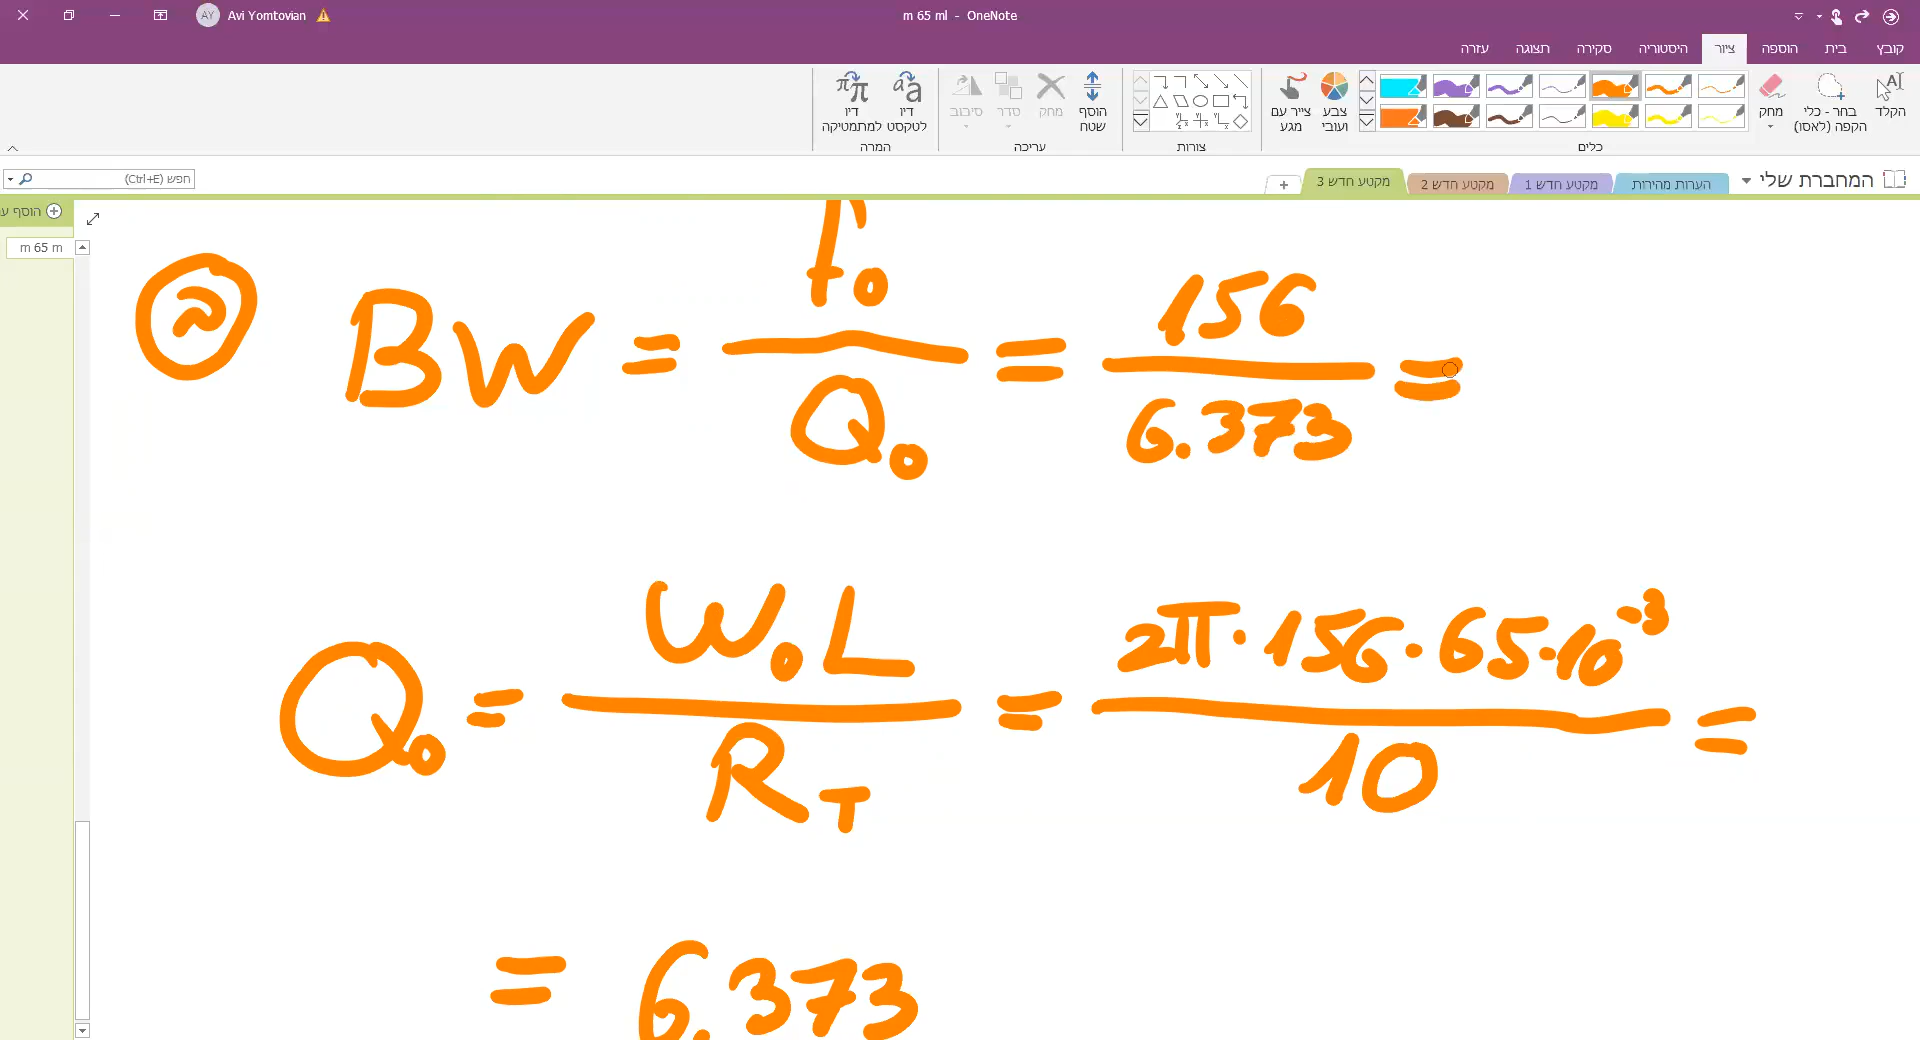 Avi Yomtovian
m 65 ml - OneNote
קובץ בית הוספה ציור היסטוריה סקירה תצוגה עזרה
הקלד
בחר - כלי הקפה (לאסו)
מחק
כלים
צבע ועובי
צייר עם מגע
צורות
הוסף שטח
מחק
סדר
סיבוב
עריכה
דיו לטקסט
דיו למתמטיקה
המרה
המחברת שלי
הערות מהירות
מקטע חדש 1
מקטע חדש 2
מקטע חדש 3
חפש (Ctrl+E)
m 65 m
BW = f₀ / Q₀ = 156 / 6.373 =
Q₀ = W₀L / R_T = 2π · 156 · 65 · 10⁻³ / 10 =
= 6.373